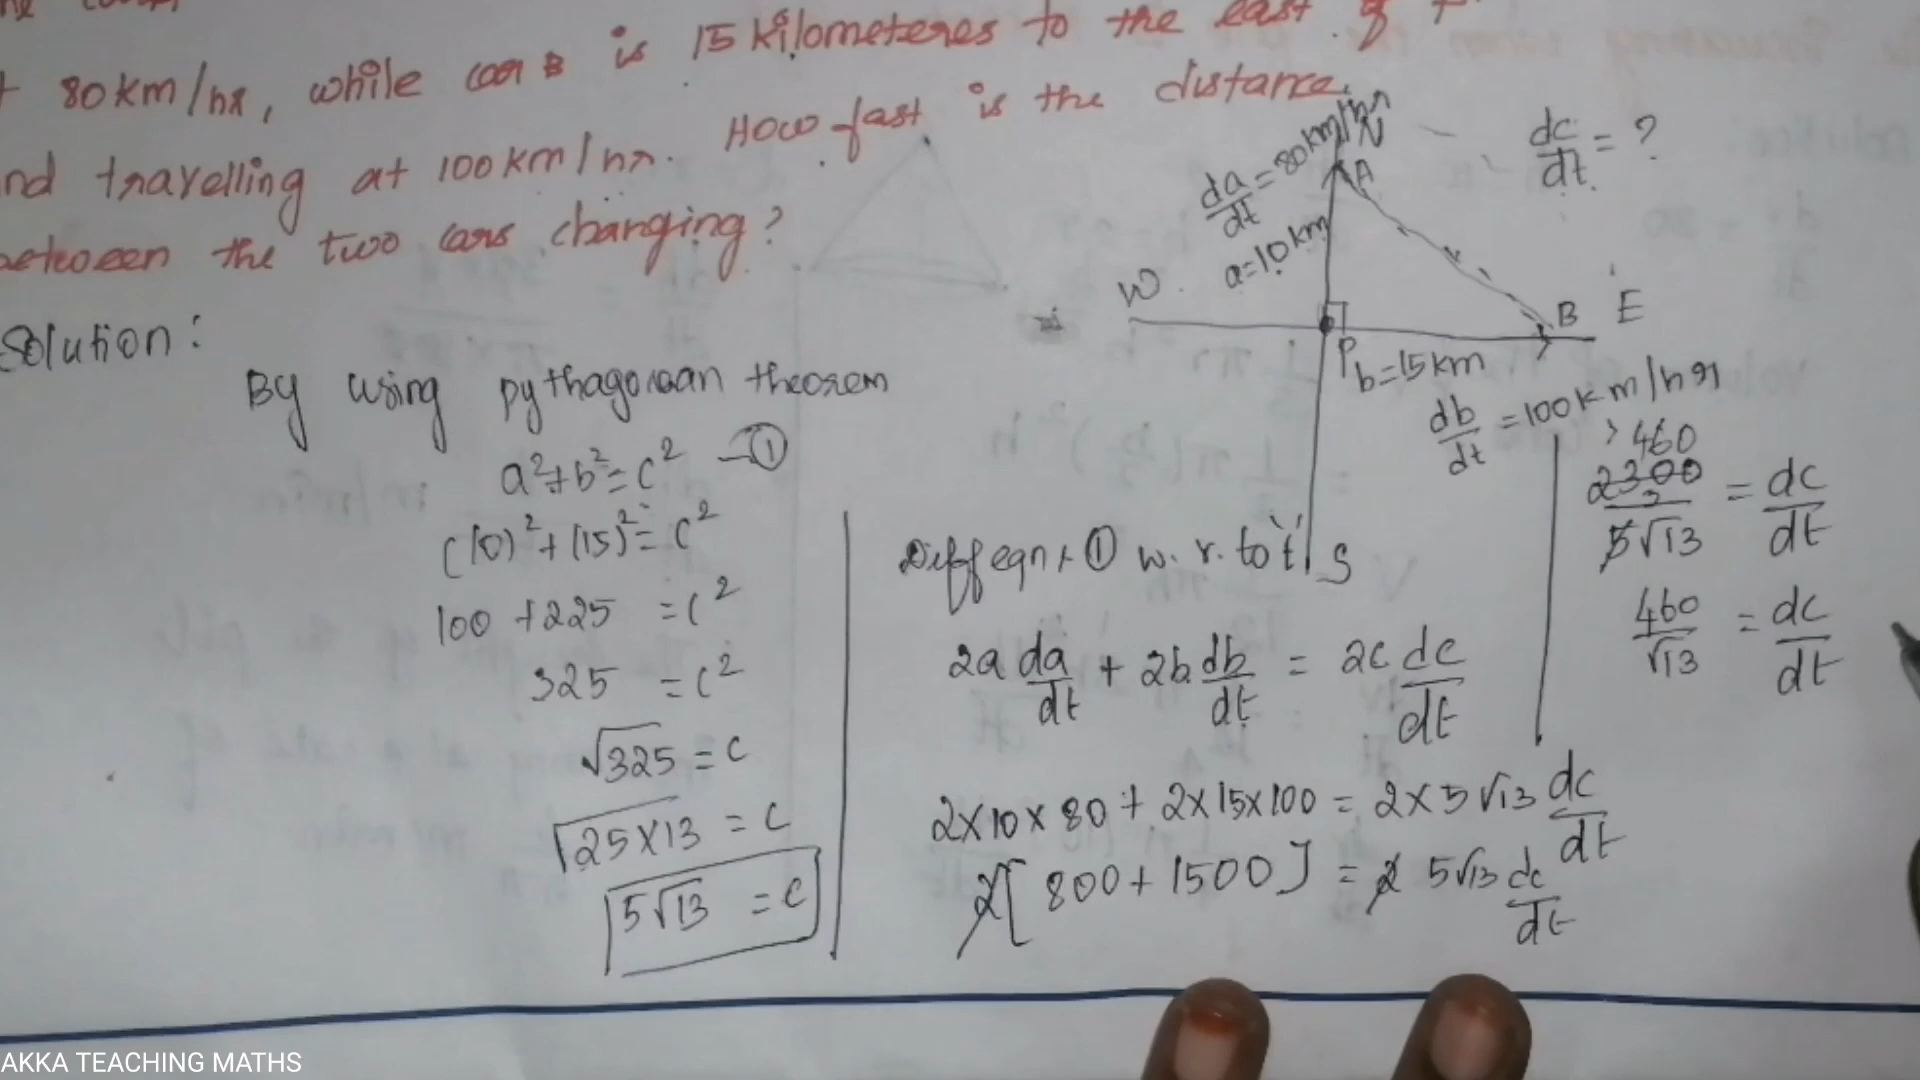 80km/hr, while car B is 15 kilometeres to the east of
travelling at 100 km/hr. How fast is the distance
between the two cars changing?
N
da/dt = 80km/hr
A
a=10km
dc/dt = ?
W
B
E
P
b=15km
db/dt = 100km/hr
S
Solution:
By using pythagorean theorem
a²+b²=c² —①
(10)²+(15)²=c²
100 +225 =c²
325 =c²
√325 = c
√25×13 = c
5√13 = c
Diff eqn ① w.r.to 't'
2a da/dt + 2b db/dt = 2c dc/dt
2×10×80 + 2×15×100 = 2×5√13 dc/dt
2[800+1500] = 2 5√13 dc/dt
460
2300/5√13 = dc/dt
460/√13 = dc/dt
AKKA TEACHING MATHS